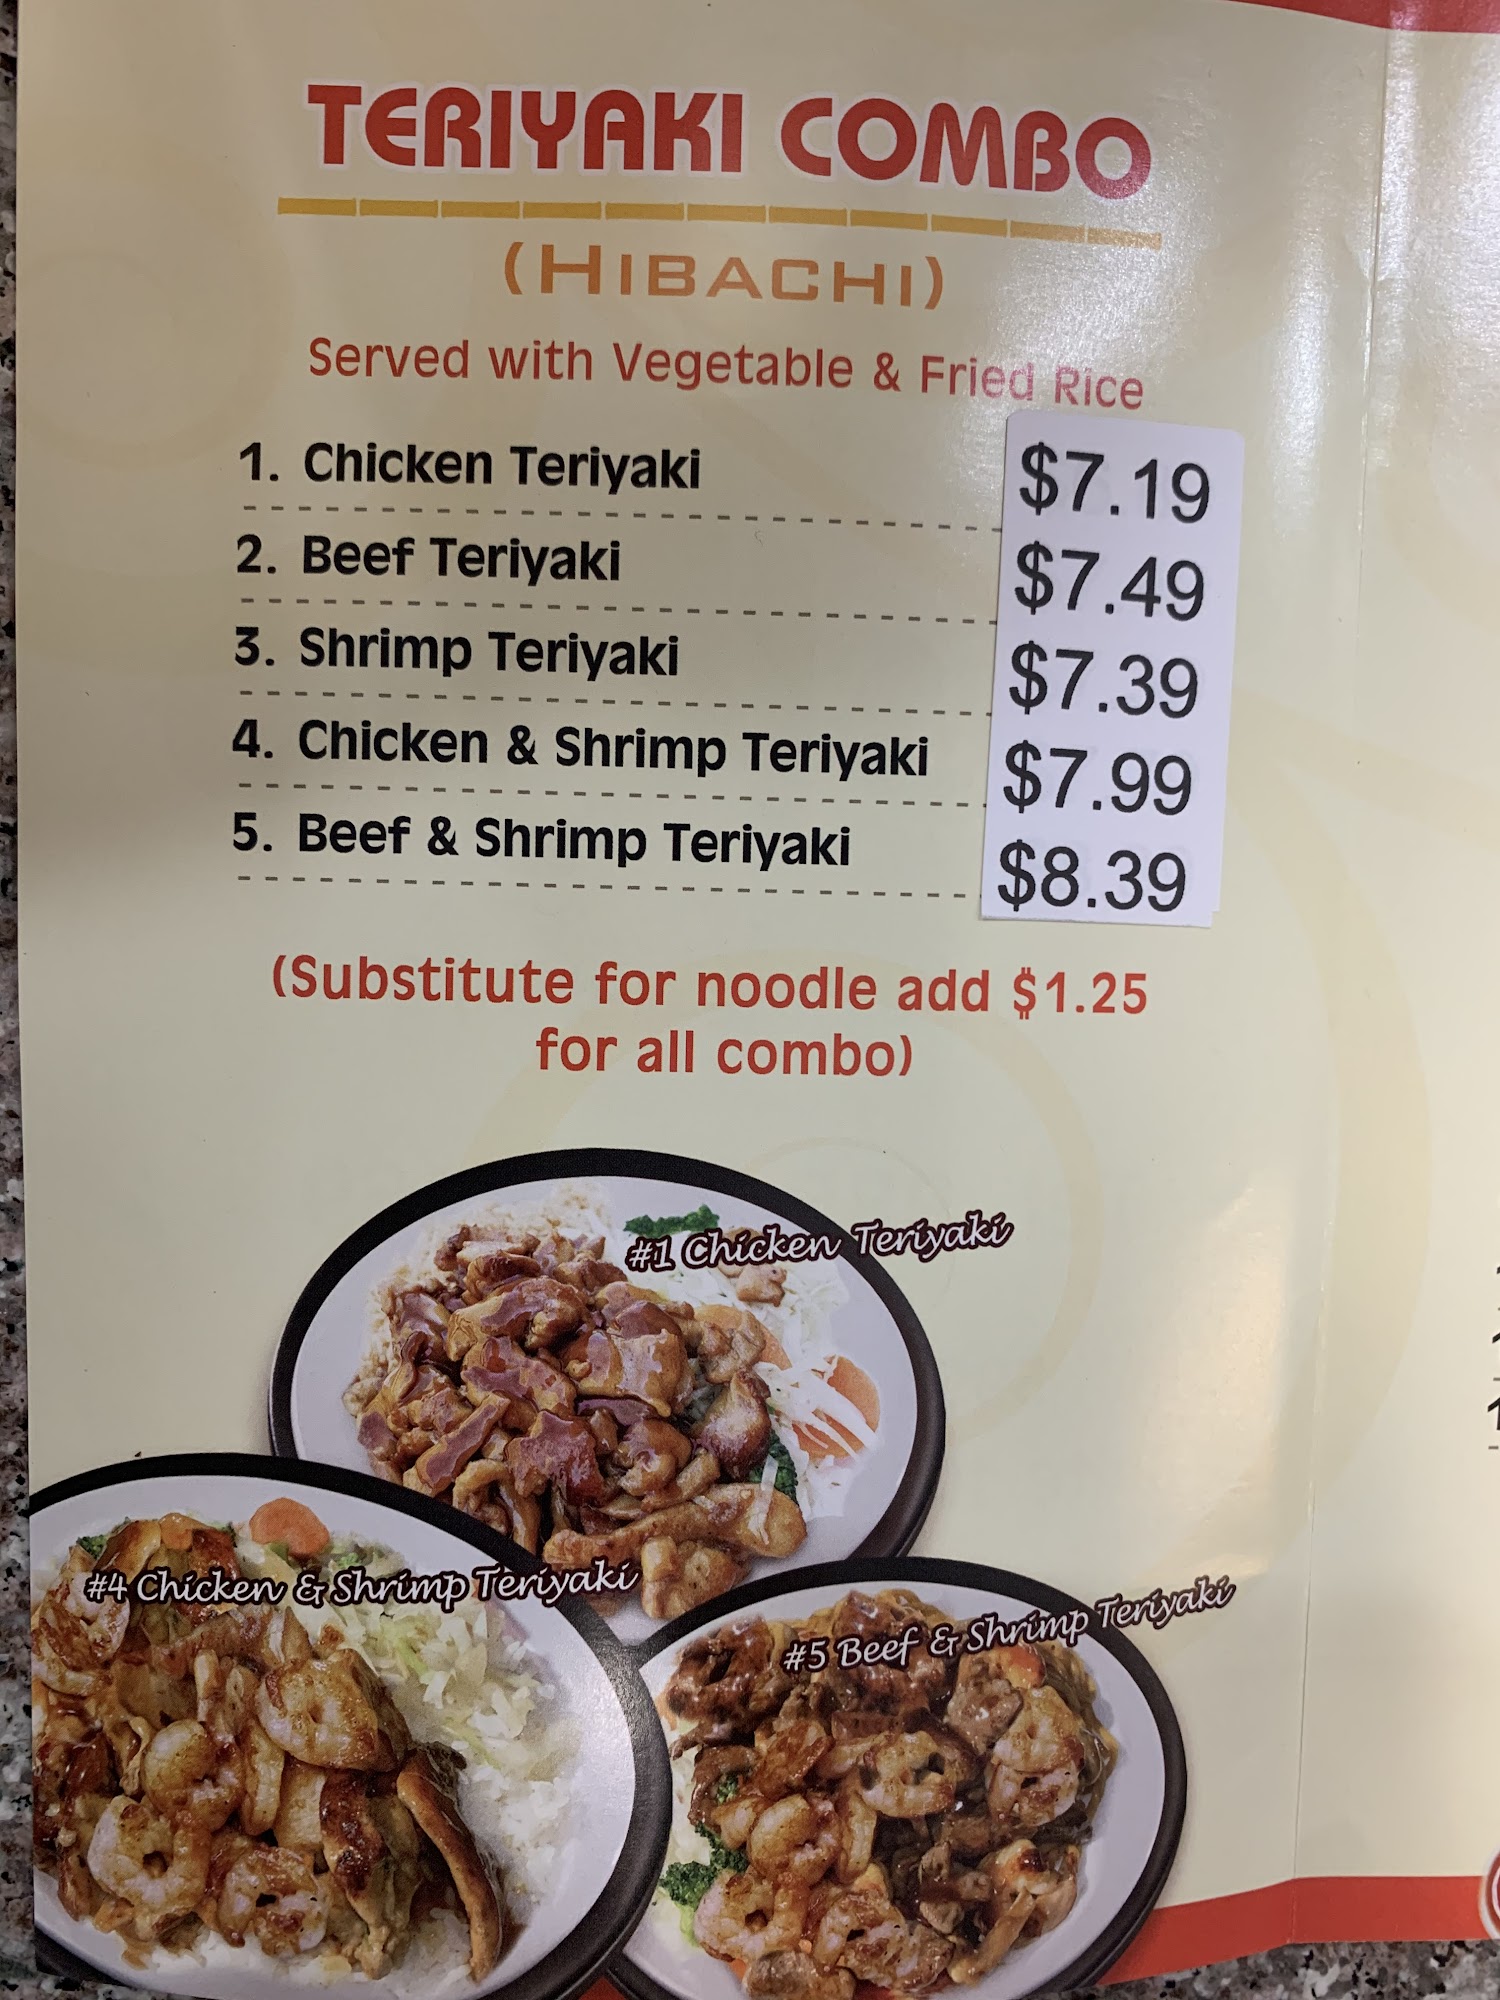 TERIYAKI COMBO
(HIBACHI)
Served with Vegetable & Fried Rice
1. Chicken Teriyaki $7.19
2. Beef Teriyaki $7.49
3. Shrimp Teriyaki $7.39
4. Chicken & Shrimp Teriyaki $7.99
5. Beef & Shrimp Teriyaki $8.39
(Substitute for noodle add $1.25
for all combo)
#1 Chicken Teriyaki
#4 Chicken & Shrimp Teriyaki
#5 Beef & Shrimp Teriyaki